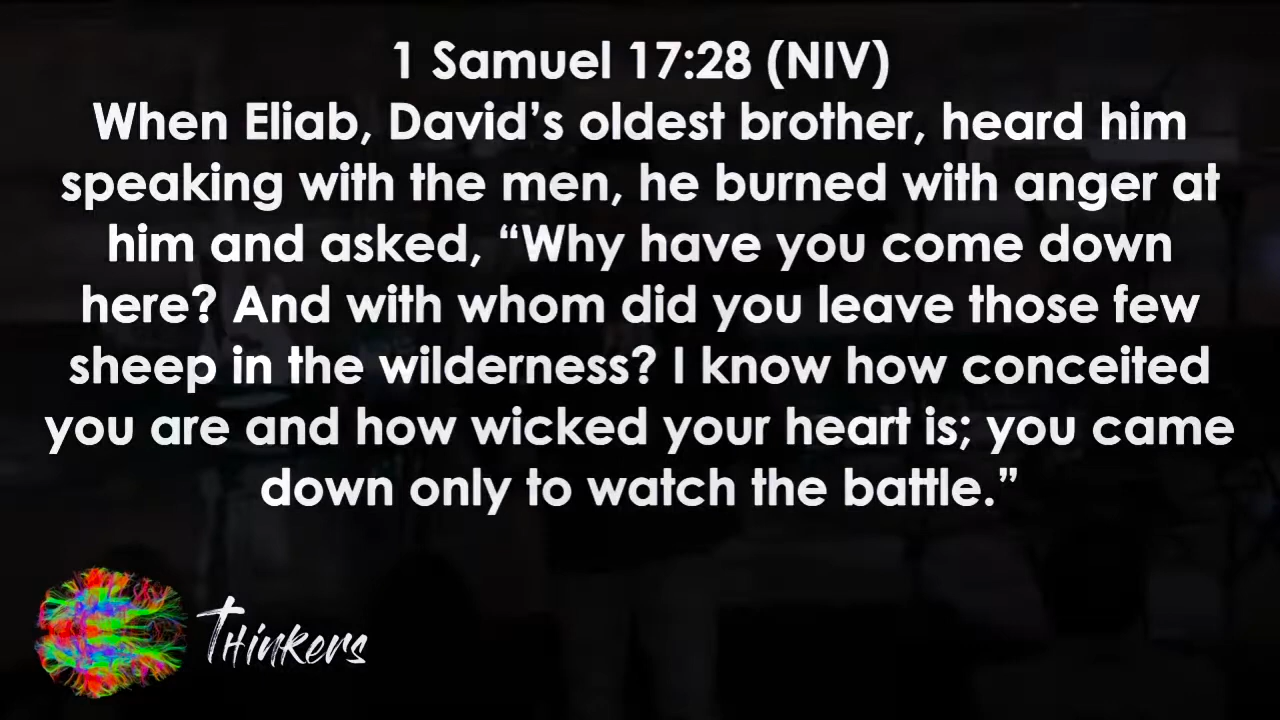 1 Samuel 17:28 (NIV)
When Eliab, David’s oldest brother, heard him
speaking with the men, he burned with anger at
him and asked, “Why have you come down
here? And with whom did you leave those few
sheep in the wilderness? I know how conceited
you are and how wicked your heart is; you came
down only to watch the battle.”
THinkers